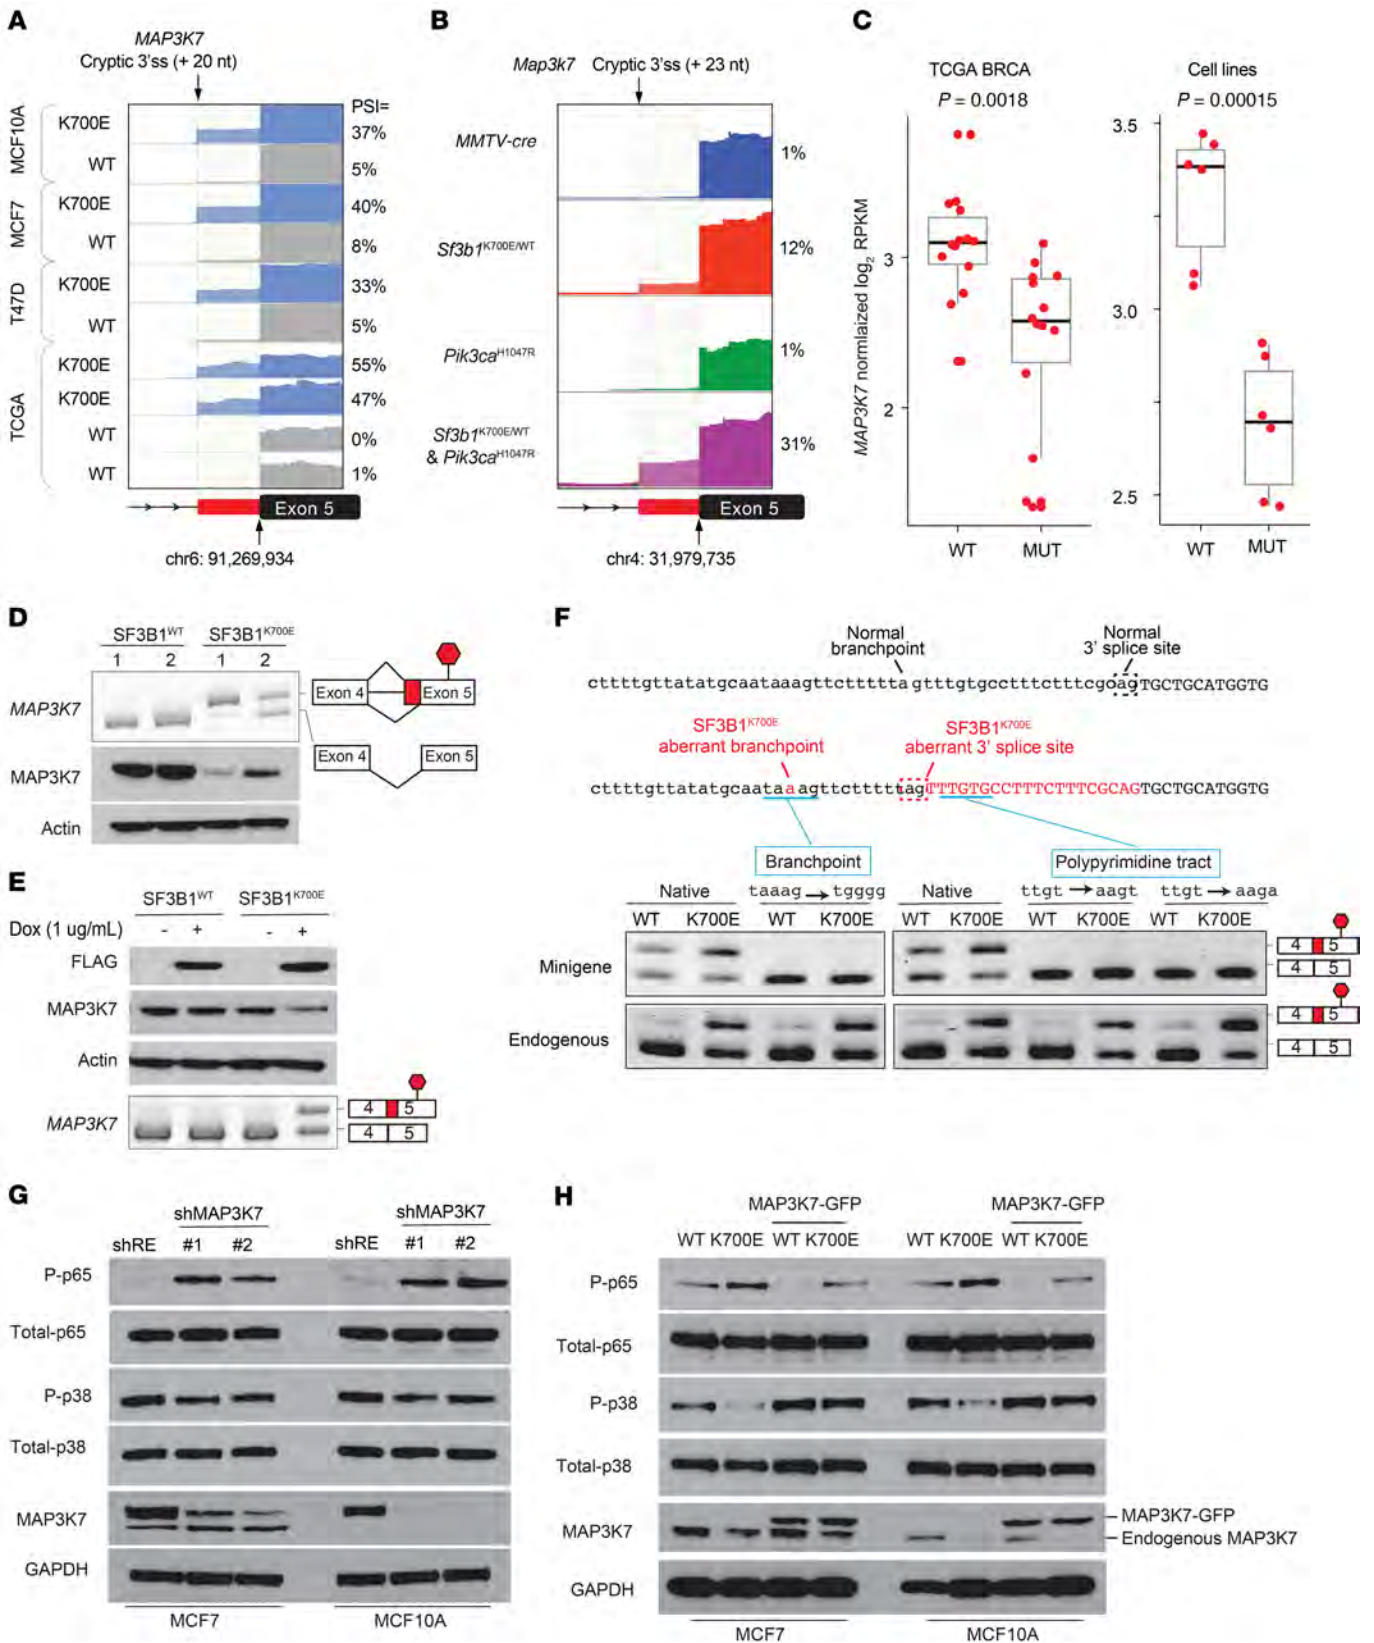 A
MAP3K7
Cryptic 3'ss (+ 20 nt)
PSI=
MCF10A
K700E
37%
WT
5%
MCF7
K700E
40%
WT
8%
T47D
K700E
33%
WT
5%
TCGA
K700E
55%
K700E
47%
WT
0%
WT
1%
Exon 5
chr6: 91,269,934
B
Map3k7 Cryptic 3'ss (+ 23 nt)
MMTV-cre
1%
Sf3b1K700E/WT
12%
Pik3caH1047R
1%
Sf3b1K700E/WT
& Pik3caH1047R
31%
Exon 5
chr4: 31,979,735
C
TCGA BRCA
P = 0.0018
MAP3K7 normlaized log2 RPKM
3
2
WT
MUT
Cell lines
P = 0.00015
3.5
3.0
2.5
WT
MUT
D
SF3B1WT SF3B1K700E
1 2 1 2
MAP3K7
MAP3K7
Actin
Exon 4 Exon 5
Exon 4 Exon 5
E
SF3B1WT SF3B1K700E
Dox (1 ug/mL) - + - +
FLAG
MAP3K7
Actin
MAP3K7
4 5
4 5
F
Normal
branchpoint
Normal
3' splice site
cttttgttatatgcaataaagttctttttagtttgtgcctttctttcgcagTGCTGCATGGTG
SF3B1K700E
aberrant branchpoint
SF3B1K700E
aberrant 3' splice site
cttttgttatatgcaataaagttctttttagTTTGTGCCTTTCTTTCGCAGTGCTGCATGGTG
Branchpoint
Polypyrimidine tract
Native
taaag → tgggg
Native
ttgt → aagt
ttgt → aaga
WT K700E WT K700E
WT K700E WT K700E WT K700E
Minigene
4 5
4 5
Endogenous
4 5
4 5
G
shMAP3K7
shMAP3K7
shRE #1 #2
shRE #1 #2
P-p65
Total-p65
P-p38
Total-p38
MAP3K7
GAPDH
MCF7
MCF10A
H
MAP3K7-GFP
MAP3K7-GFP
WT K700E WT K700E
WT K700E WT K700E
P-p65
Total-p65
P-p38
Total-p38
MAP3K7
MAP3K7-GFP
Endogenous MAP3K7
GAPDH
MCF7
MCF10A